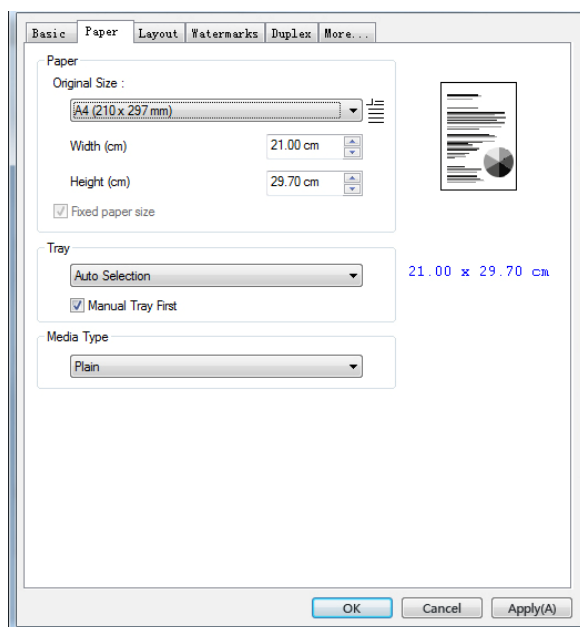 Basic Paper Layout Watermarks Duplex More...
Paper
Original Size :
A4 (210 x 297 mm)
Width (cm) 21.00 cm
Height (cm) 29.70 cm
Fixed paper size
Tray
Auto Selection
21.00 x 29.70 cm
Manual Tray First
Media Type
Plain
OK Cancel Apply(A)